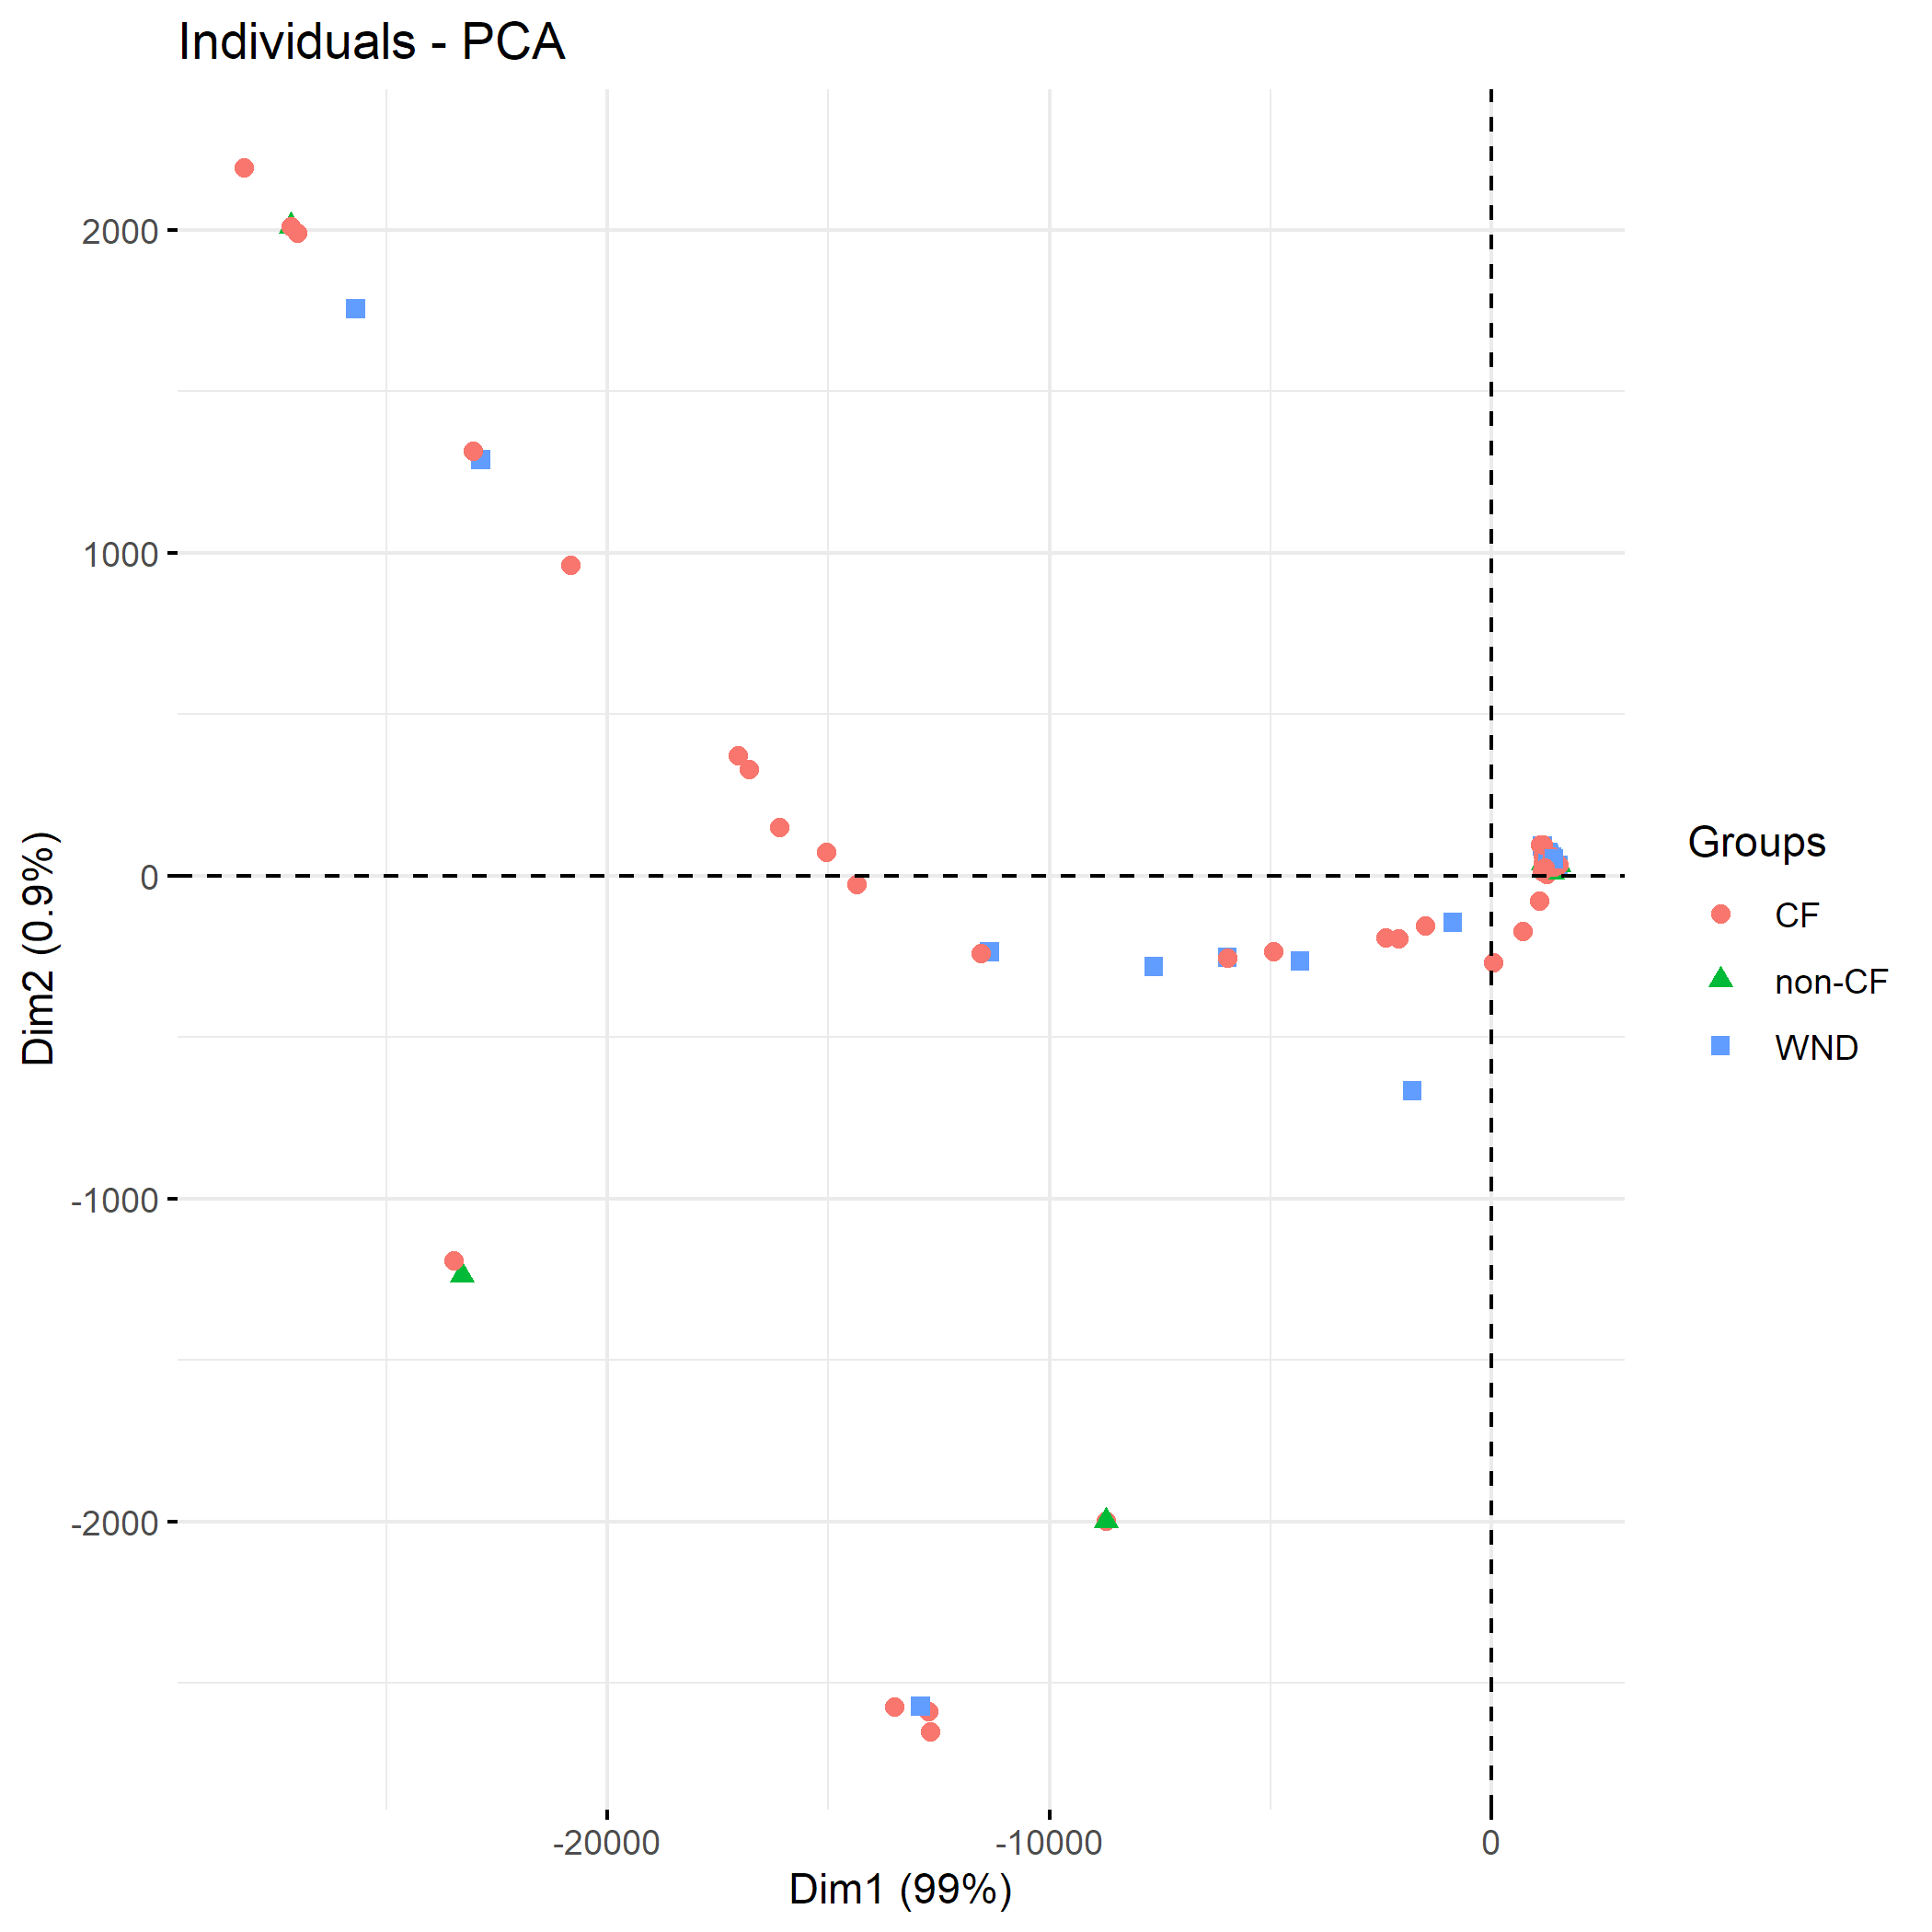 Individuals - PCA
2000
1000
0
-1000
-2000
Dim2 (0.9%)
-20000
-10000
0
Dim1 (99%)
Groups
CF
non-CF
WND